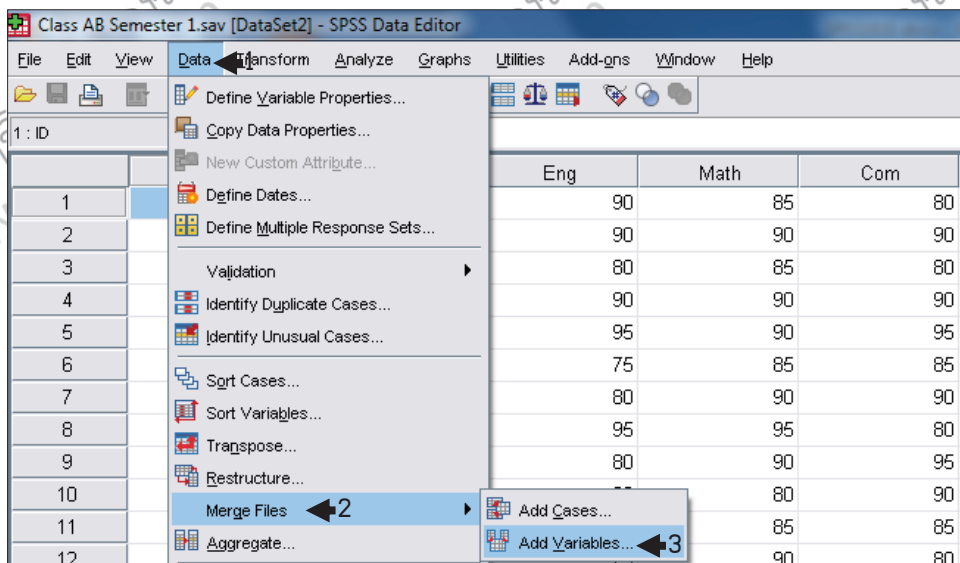 Class AB Semester 1.sav [DataSet2] - SPSS Data Editor
File Edit View Data 1 Transform Analyze Graphs Utilities Add-ons Window Help
1 : ID
Define Variable Properties...
Copy Data Properties...
New Custom Attribute...
Define Dates...
Define Multiple Response Sets...
Validation
Identify Duplicate Cases...
Identify Unusual Cases...
Sort Cases...
Sort Variables...
Transpose...
Restructure...
Merge Files 2
Aggregate...
Add Cases...
Add Variables... 3
Eng Math Com
1 90 85 80
2 90 90 90
3 80 85 80
4 90 90 90
5 95 90 95
6 75 85 85
7 80 90 90
8 95 95 80
9 80 90 95
10 80 90
11 85 85
12 90 80